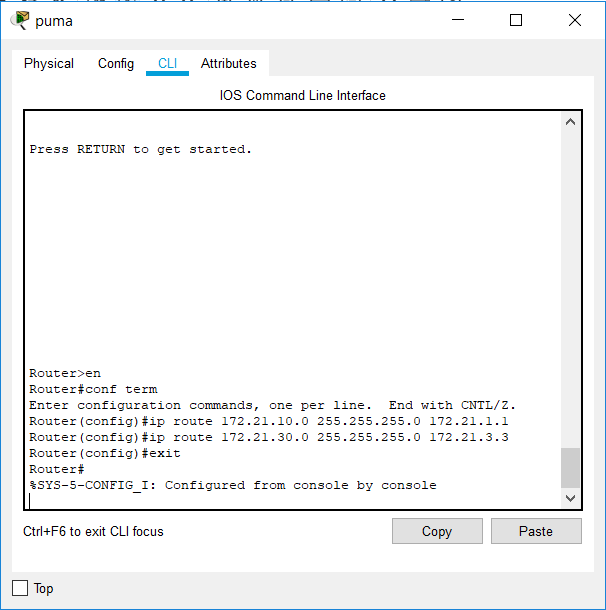 puma
Physical Config CLI Attributes
IOS Command Line Interface
Press RETURN to get started.
Router>en
Router#conf term
Enter configuration commands, one per line.  End with CNTL/Z.
Router(config)#ip route 172.21.10.0 255.255.255.0 172.21.1.1
Router(config)#ip route 172.21.30.0 255.255.255.0 172.21.3.3
Router(config)#exit
Router#
%SYS-5-CONFIG_I: Configured from console by console
Ctrl+F6 to exit CLI focus
Copy Paste
Top